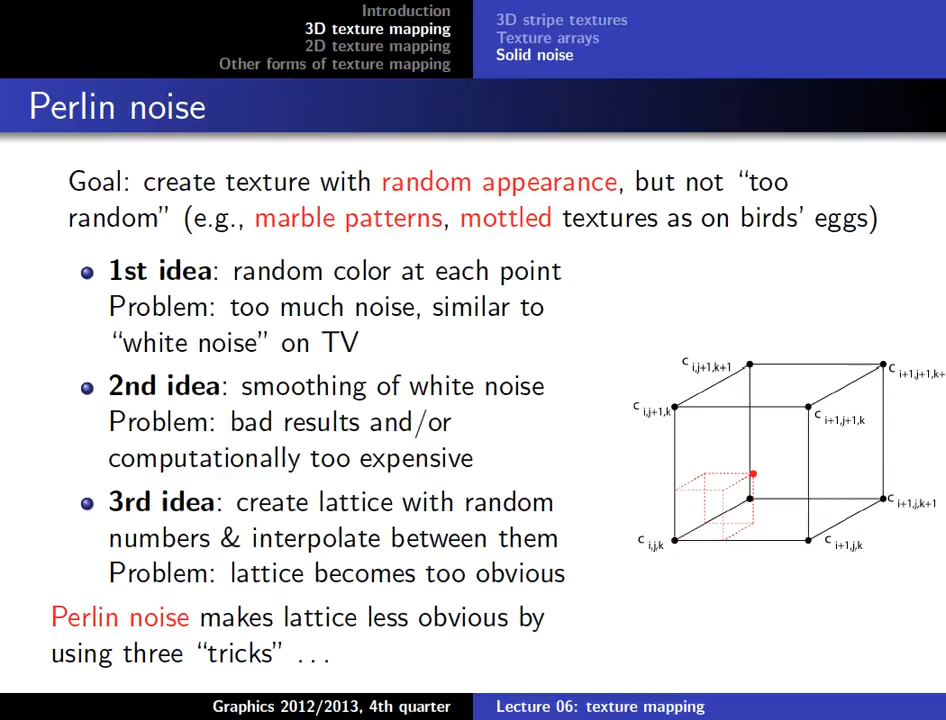 Introduction
3D texture mapping
2D texture mapping
Other forms of texture mapping
3D stripe textures
Texture arrays
Solid noise
Perlin noise
Goal: create texture with random appearance, but not “too
random” (e.g., marble patterns, mottled textures as on birds’ eggs)
1st idea: random color at each point
Problem: too much noise, similar to
“white noise” on TV
2nd idea: smoothing of white noise
Problem: bad results and/or
computationally too expensive
3rd idea: create lattice with random
numbers & interpolate between them
Problem: lattice becomes too obvious
Perlin noise makes lattice less obvious by
using three “tricks” . . .
c i,j+1,k+1
c i+1,j+1,k+
c i,j+1,k
c i+1,j+1,k
c i+1,j,k+1
c i,j,k
c i+1,j,k
Graphics 2012/2013, 4th quarter
Lecture 06: texture mapping